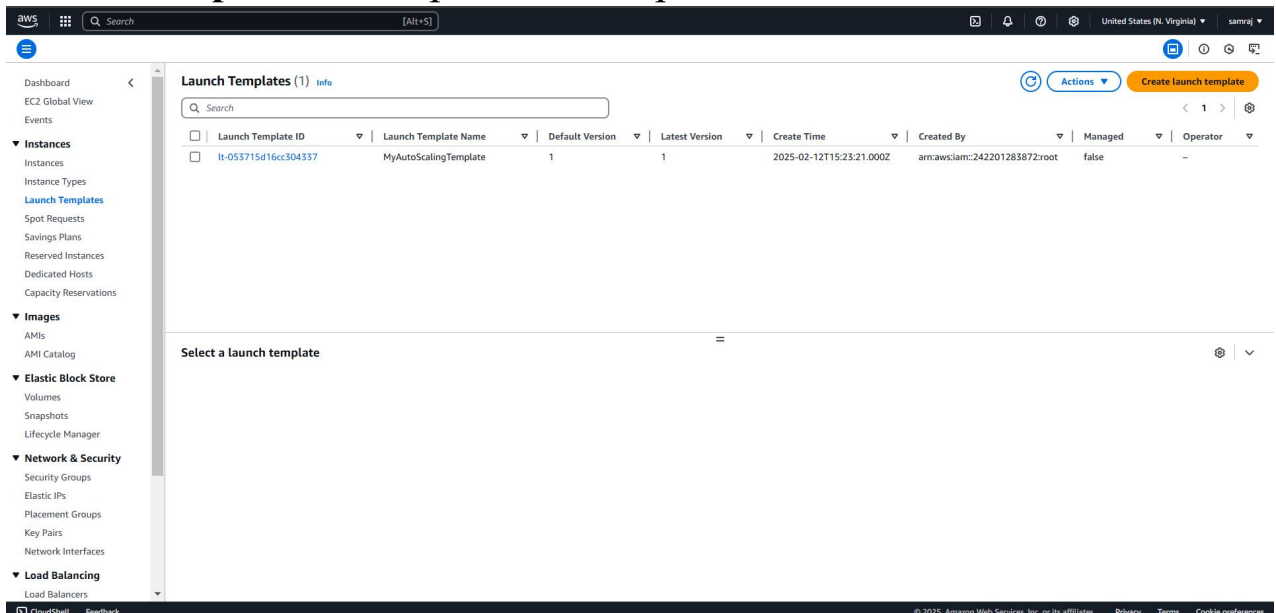 aws Search [Alt+S] United States (N. Virginia) samraj
Dashboard
EC2 Global View
Events
Instances
Instances
Instance Types
Launch Templates
Spot Requests
Savings Plans
Reserved Instances
Dedicated Hosts
Capacity Reservations
Images
AMIs
AMI Catalog
Elastic Block Store
Volumes
Snapshots
Lifecycle Manager
Network & Security
Security Groups
Elastic IPs
Placement Groups
Key Pairs
Network Interfaces
Load Balancing
Load Balancers
Launch Templates (1) Info
Actions Create launch template
Search
1
Launch Template ID Launch Template Name Default Version Latest Version Create Time Created By Managed Operator
lt-053715d16cc304337 MyAutoScalingTemplate 1 1 2025-02-12T15:23:21.000Z arn:aws:iam::242201283872:root false –
Select a launch template
CloudShell Feedback © 2025, Amazon Web Services, Inc. or its affiliates. Privacy Terms Cookie preferences